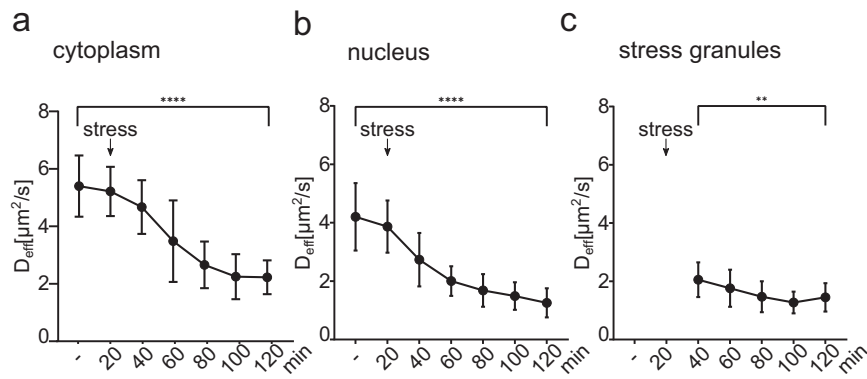 a
cytoplasm
8
6
4
2
0
Deff[µm²/s]
****
stress
- 20 40 60 80 100 120 min
b
nucleus
8
6
4
2
0
Deff[µm²/s]
****
stress
- 20 40 60 80 100 120 min
c
stress granules
8
6
4
2
0
Deff[µm²/s]
**
stress
- 20 40 60 80 100 120 min